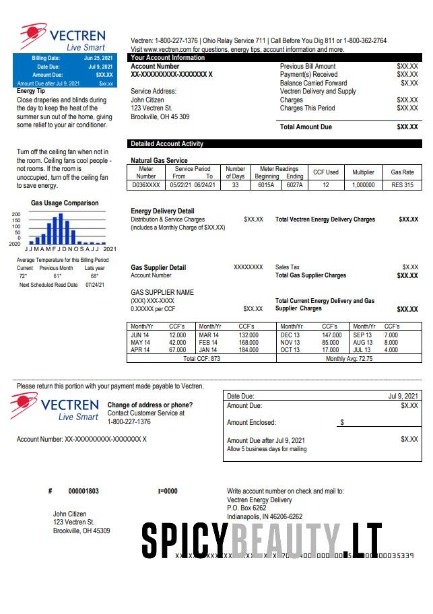 VECTREN
Live Smart
Vectren: 1-800-227-1376 | Ohio Relay Service 711 | Call Before You Dig 811 or 1-800-362-2764
Visit www.vectren.com for questions, energy tips, account information and more.
Billing Date: Jun 25, 2021
Date Due: Jul 9, 2021
Amount Due: $XX.XX
Amount Due after Jul 9, 2021 $XX.XX
Energy Tip
Close draperies and blinds during
the day to keep the heat of the
summer sun out of the home, giving
some relief to your air conditioner.
Turn off the ceiling fan when not in
the room. Ceiling fans cool people -
not rooms. If the room is
unoccupied, turn off the ceiling fan
to save energy.
Gas Usage Comparison
200
150
100
50
0
2020 J J M A M F J D N O S A J J 2021
Average Temperature for this Billing Period
Current Previous Month Late year
72° 61° 68°
Next Scheduled Read Date 07/24/21
Your Account Information
Account Number
XX-XXXXXXXXX-XXXXXXX X
Service Address:
John Citizen
123 Vectren St.
Brookville, OH 45 309
Previous Bill Amount $XX.XX
Payment(s) Received $XX.XX
Balance Carried Forward $X.XX
Vectren Delivery and Supply
Charges $XX.XX
Charges This Period $XX.XX
Total Amount Due $XX.XX
Detailed Account Activity
Natural Gas Service
Meter Number Service Period From To Number of Days Meter Readings Beginning Ending CCF Used Multiplier Gas Rate
D036XXXX 05/22/21 06/24/21 33 6015A 6027A 12 1,000000 RES 315
Energy Delivery Detail
Distribution & Service Charges $XX.XX Total Vectren Energy Delivery Charges $XX.XX
(includes a Monthly Charge of $XX.XX)
Gas Supplier Detail XXXXXXXX Sales Tax $X.XX
Account Number Total Gas Supplier Charges $XX.XX
GAS SUPPLIER NAME
(XXX) XXX-XXXX
0.XXXXX per CCF $XX.XX
Total Current Energy Delivery and Gas
Supplier Charges $XX.XX
Month/Yr CCF's Month/Yr CCF's Month/Yr CCF's Month/Yr CCF's
JUN 14 12.000 MAR 14 132.000 DEC 13 147.000 SEP 13 7.000
MAY 14 42.000 FEB 14 168.000 NOV 13 85.000 AUG 13 8.000
APR 14 67.000 JAN 14 184.000 OCT 13 17.000 JUL 13 4.000
Total CCF: 873 Monthly Avg; 72.75
Please return this portion with your payment made payable to Vectren.
VECTREN
Live Smart
Change of address or phone?
Contact Customer Service at
1-800-227-1376
Account Number: XX-XXXXXXXXX-XXXXXXX X
Date Due: Jul 9, 2021
Amount Due: $X.XX
Amount Enclosed: $
Amount Due after Jul 9, 2021 $X.XX
Allow 5 business days for mailing
# 000001803 I=0000
Write account number on check and mail to:
Vectren Energy Delivery
P.O. Box 6262
Indianapolis, IN 46206-6262
John Citizen
123 Vectren St.
Brookville, OH 45309
SPICYBEAUTY.LT